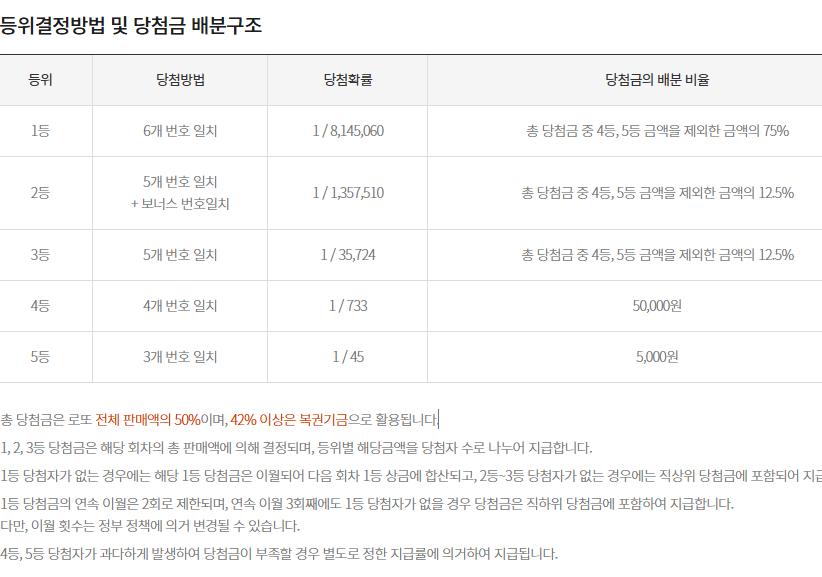 등위결정방법 및 당첨금 배분구조
등위 당첨방법 당첨확률 당첨금의 배분 비율
1등 6개 번호 일치 1 / 8,145,060 총 당첨금 중 4등, 5등 금액을 제외한 금액의 75%
2등 5개 번호 일치 + 보너스 번호일치 1 / 1,357,510 총 당첨금 중 4등, 5등 금액을 제외한 금액의 12.5%
3등 5개 번호 일치 1 / 35,724 총 당첨금 중 4등, 5등 금액을 제외한 금액의 12.5%
4등 4개 번호 일치 1 / 733 50,000원
5등 3개 번호 일치 1 / 45 5,000원
총 당첨금은 로또 전체 판매액의 50%이며, 42% 이상은 복권기금으로 활용됩니다.
1, 2, 3등 당첨금은 해당 회차의 총 판매액에 의해 결정되며, 등위별 해당금액을 당첨자 수로 나누어 지급합니다.
1등 당첨자가 없는 경우에는 해당 1등 당첨금은 이월되어 다음 회차 1등 상금에 합산되고, 2등~3등 당첨자가 없는 경우에는 직상위 당첨금에 포함되어 지급
1등 당첨금의 연속 이월은 2회로 제한되며, 연속 이월 3회째에도 1등 당첨자가 없을 경우 당첨금은 직하위 당첨금에 포함하여 지급합니다.
다만, 이월 횟수는 정부 정책에 의거 변경될 수 있습니다.
4등, 5등 당첨자가 과다하게 발생하여 당첨금이 부족할 경우 별도로 정한 지급률에 의거하여 지급됩니다.